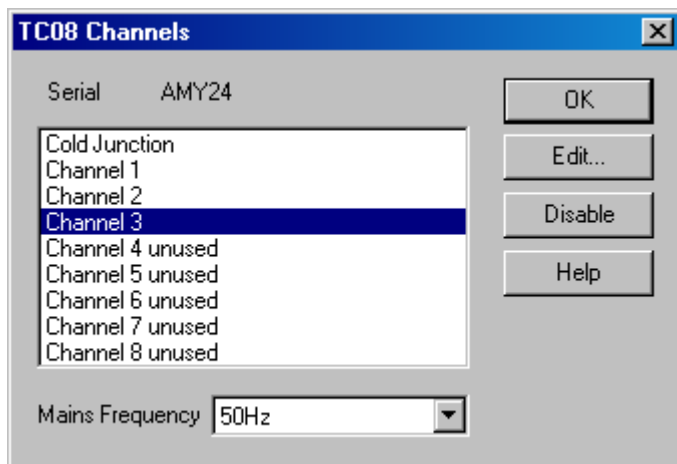 TC08 Channels
Serial AMY24
OK
Cold Junction
Channel 1
Channel 2
Channel 3
Channel 4 unused
Channel 5 unused
Channel 6 unused
Channel 7 unused
Channel 8 unused
Edit...
Disable
Help
Mains Frequency 50Hz